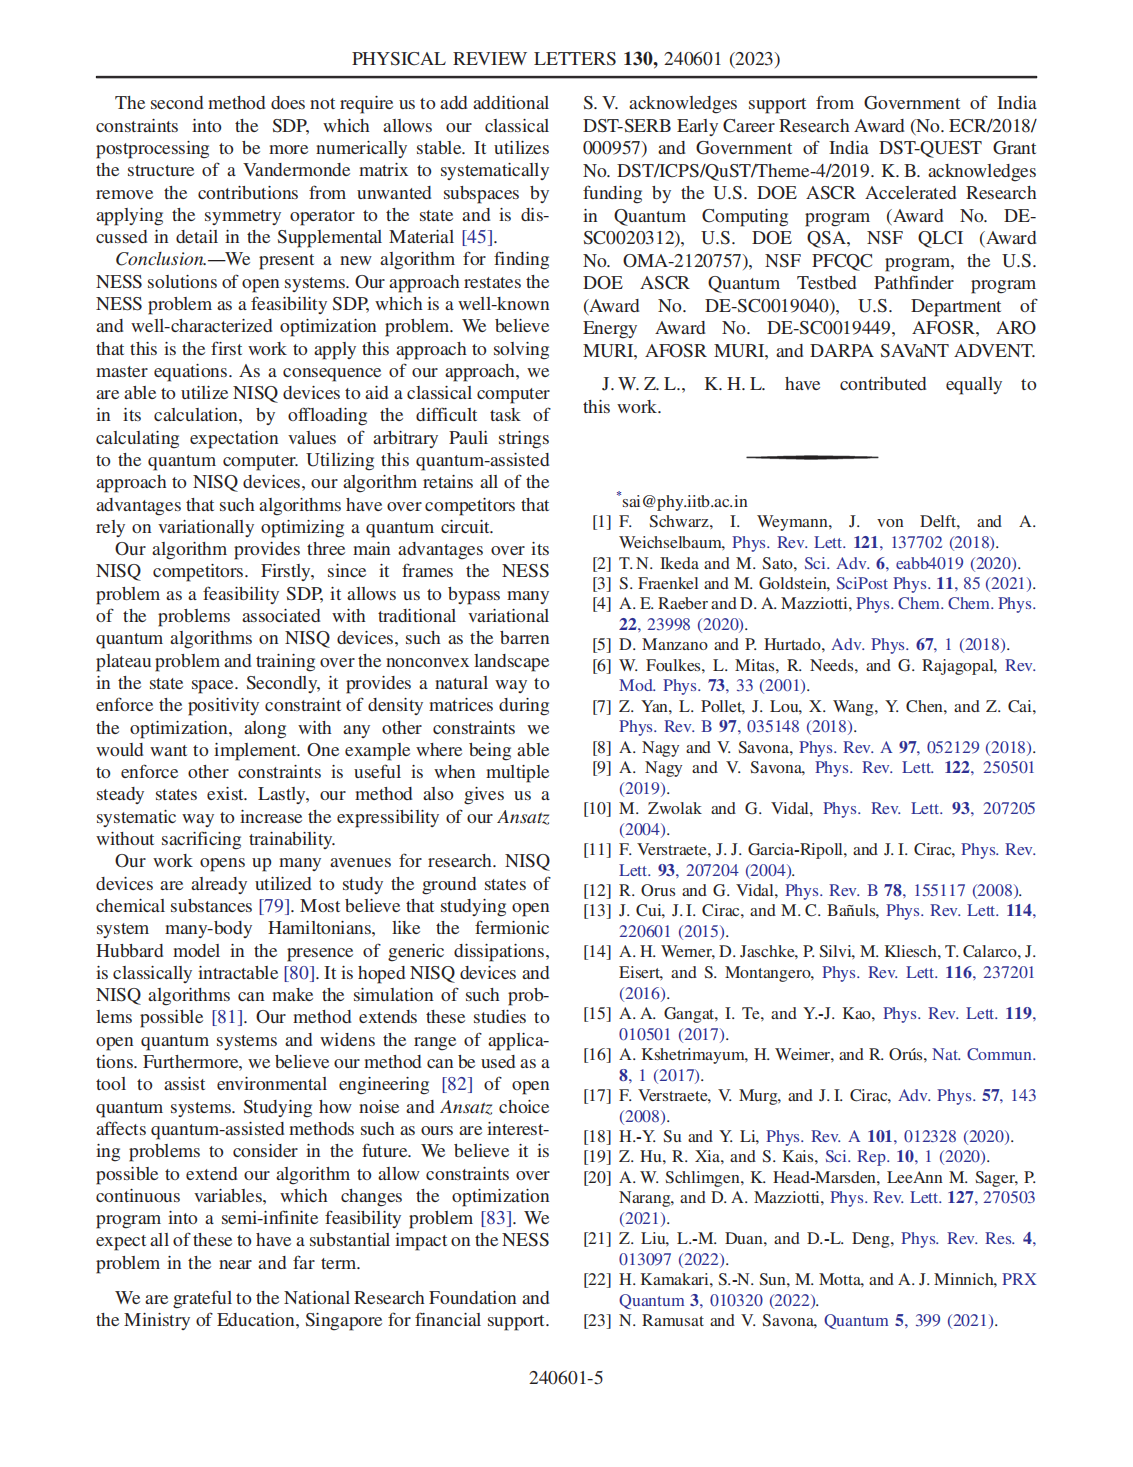 PHYSICAL REVIEW LETTERS 130, 240601 (2023)
The second method does not require us to add additional
constraints into the SDP, which allows our classical
postprocessing to be more numerically stable. It utilizes
the structure of a Vandermonde matrix to systematically
remove the contributions from unwanted subspaces by
applying the symmetry operator to the state and is dis-
cussed in detail in the Supplemental Material [45].
Conclusion.—We present a new algorithm for finding
NESS solutions of open systems. Our approach restates the
NESS problem as a feasibility SDP, which is a well-known
and well-characterized optimization problem. We believe
that this is the first work to apply this approach to solving
master equations. As a consequence of our approach, we
are able to utilize NISQ devices to aid a classical computer
in its calculation, by offloading the difficult task of
calculating expectation values of arbitrary Pauli strings
to the quantum computer. Utilizing this quantum-assisted
approach to NISQ devices, our algorithm retains all of the
advantages that such algorithms have over competitors that
rely on variationally optimizing a quantum circuit.
Our algorithm provides three main advantages over its
NISQ competitors. Firstly, since it frames the NESS
problem as a feasibility SDP, it allows us to bypass many
of the problems associated with traditional variational
quantum algorithms on NISQ devices, such as the barren
plateau problem and training over the nonconvex landscape
in the state space. Secondly, it provides a natural way to
enforce the positivity constraint of density matrices during
the optimization, along with any other constraints we
would want to implement. One example where being able
to enforce other constraints is useful is when multiple
steady states exist. Lastly, our method also gives us a
systematic way to increase the expressibility of our Ansatz
without sacrificing trainability.
Our work opens up many avenues for research. NISQ
devices are already utilized to study the ground states of
chemical substances [79]. Most believe that studying open
system many-body Hamiltonians, like the fermionic
Hubbard model in the presence of generic dissipations,
is classically intractable [80]. It is hoped NISQ devices and
NISQ algorithms can make the simulation of such prob-
lems possible [81]. Our method extends these studies to
open quantum systems and widens the range of applica-
tions. Furthermore, we believe our method can be used as a
tool to assist environmental engineering [82] of open
quantum systems. Studying how noise and Ansatz choice
affects quantum-assisted methods such as ours are interest-
ing problems to consider in the future. We believe it is
possible to extend our algorithm to allow constraints over
continuous variables, which changes the optimization
program into a semi-infinite feasibility problem [83]. We
expect all of these to have a substantial impact on the NESS
problem in the near and far term.
We are grateful to the National Research Foundation and
the Ministry of Education, Singapore for financial support.
S. V. acknowledges support from Government of India
DST-SERB Early Career Research Award (No. ECR/2018/
000957) and Government of India DST-QUEST Grant
No. DST/ICPS/QuST/Theme-4/2019. K. B. acknowledges
funding by the U.S. DOE ASCR Accelerated Research
in Quantum Computing program (Award No. DE-
SC0020312), U.S. DOE QSA, NSF QLCI (Award
No. OMA-2120757), NSF PFCQC program, the U.S.
DOE ASCR Quantum Testbed Pathfinder program
(Award No. DE-SC0019040), U.S. Department of
Energy Award No. DE-SC0019449, AFOSR, ARO
MURI, AFOSR MURI, and DARPA SAVaNT ADVENT.
J. W. Z. L., K. H. L. have contributed equally to
this work.
*sai@phy.iitb.ac.in
[1] F. Schwarz, I. Weymann, J. von Delft, and A.
Weichselbaum, Phys. Rev. Lett. 121, 137702 (2018).
[2] T. N. Ikeda and M. Sato, Sci. Adv. 6, eabb4019 (2020).
[3] S. Fraenkel and M. Goldstein, SciPost Phys. 11, 85 (2021).
[4] A. E. Raeber and D. A. Mazziotti, Phys. Chem. Chem. Phys.
22, 23998 (2020).
[5] D. Manzano and P. Hurtado, Adv. Phys. 67, 1 (2018).
[6] W. Foulkes, L. Mitas, R. Needs, and G. Rajagopal, Rev.
Mod. Phys. 73, 33 (2001).
[7] Z. Yan, L. Pollet, J. Lou, X. Wang, Y. Chen, and Z. Cai,
Phys. Rev. B 97, 035148 (2018).
[8] A. Nagy and V. Savona, Phys. Rev. A 97, 052129 (2018).
[9] A. Nagy and V. Savona, Phys. Rev. Lett. 122, 250501
(2019).
[10] M. Zwolak and G. Vidal, Phys. Rev. Lett. 93, 207205
(2004).
[11] F. Verstraete, J. J. Garcia-Ripoll, and J. I. Cirac, Phys. Rev.
Lett. 93, 207204 (2004).
[12] R. Orus and G. Vidal, Phys. Rev. B 78, 155117 (2008).
[13] J. Cui, J. I. Cirac, and M. C. Bañuls, Phys. Rev. Lett. 114,
220601 (2015).
[14] A. H. Werner, D. Jaschke, P. Silvi, M. Kliesch, T. Calarco, J.
Eisert, and S. Montangero, Phys. Rev. Lett. 116, 237201
(2016).
[15] A. A. Gangat, I. Te, and Y.-J. Kao, Phys. Rev. Lett. 119,
010501 (2017).
[16] A. Kshetrimayum, H. Weimer, and R. Orús, Nat. Commun.
8, 1 (2017).
[17] F. Verstraete, V. Murg, and J. I. Cirac, Adv. Phys. 57, 143
(2008).
[18] H.-Y. Su and Y. Li, Phys. Rev. A 101, 012328 (2020).
[19] Z. Hu, R. Xia, and S. Kais, Sci. Rep. 10, 1 (2020).
[20] A. W. Schlimgen, K. Head-Marsden, LeeAnn M. Sager, P.
Narang, and D. A. Mazziotti, Phys. Rev. Lett. 127, 270503
(2021).
[21] Z. Liu, L.-M. Duan, and D.-L. Deng, Phys. Rev. Res. 4,
013097 (2022).
[22] H. Kamakari, S.-N. Sun, M. Motta, and A. J. Minnich, PRX
Quantum 3, 010320 (2022).
[23] N. Ramusat and V. Savona, Quantum 5, 399 (2021).
240601-5